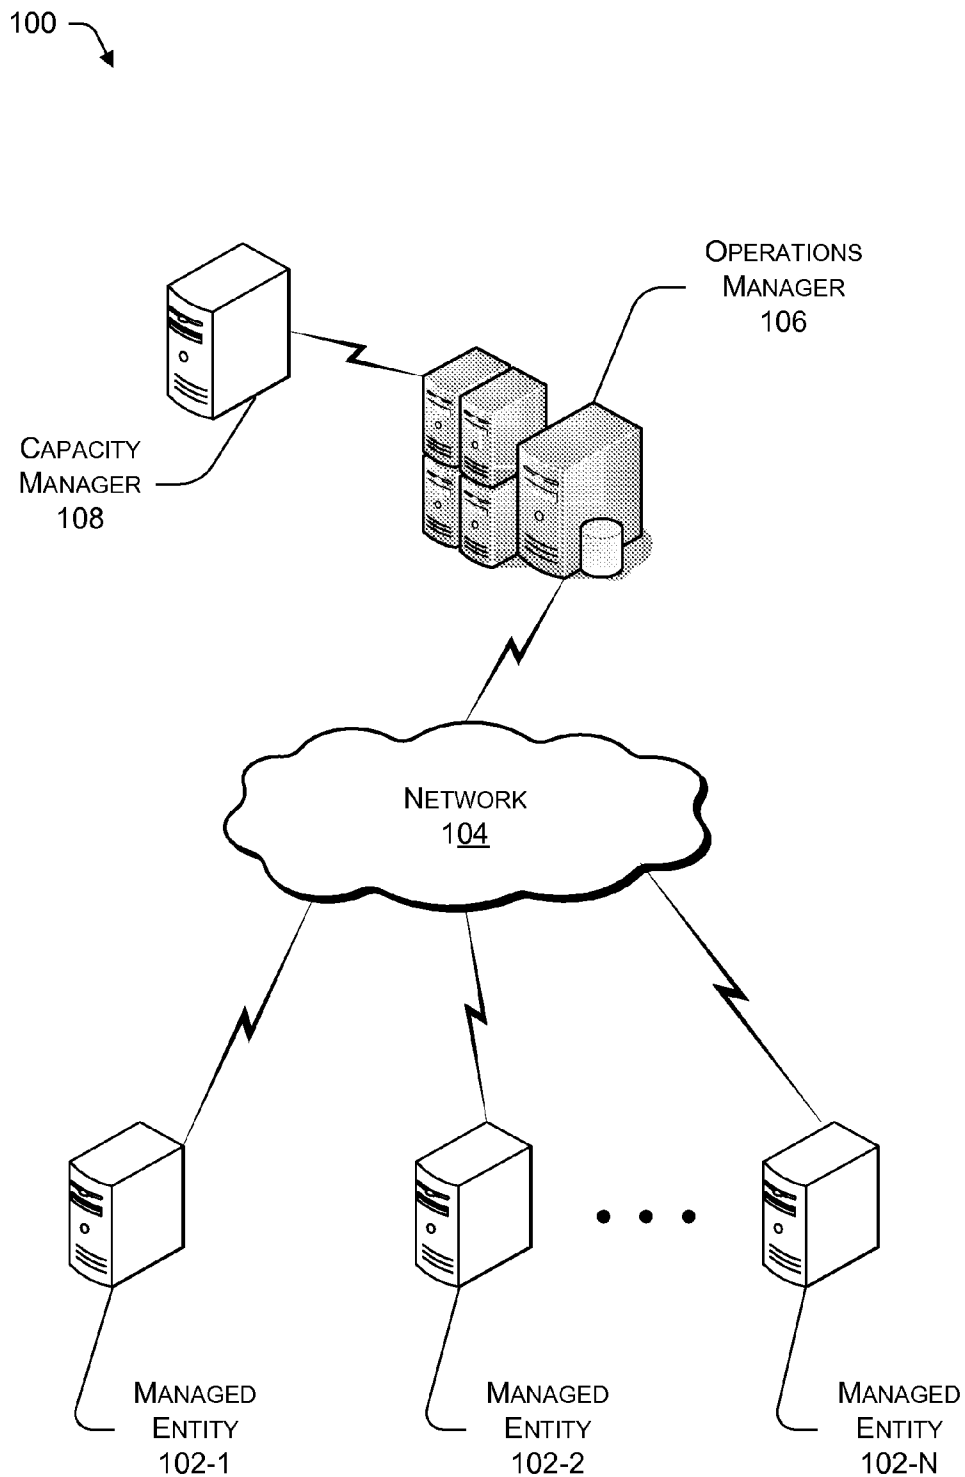 100
OPERATIONS
MANAGER
106
CAPACITY
MANAGER
108
NETWORK
104
MANAGED
ENTITY
102-1
MANAGED
ENTITY
102-2
MANAGED
ENTITY
102-N